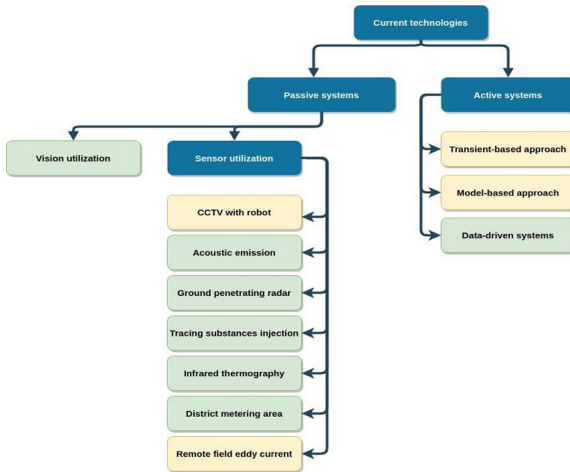 Current technologies
Passive systems
Active systems
Vision utilization
Sensor utilization
Transient-based approach
Model-based approach
Data-driven systems
CCTV with robot
Acoustic emission
Ground penetrating radar
Tracing substances injection
Infrared thermography
District metering area
Remote field eddy current